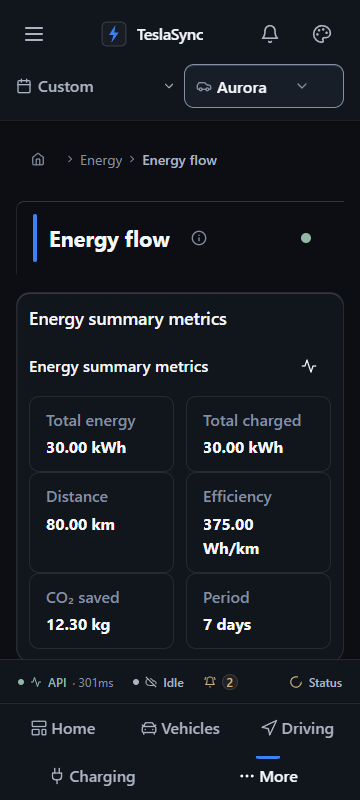 TeslaSync
Custom
Aurora
Energy
Energy flow
Energy flow
Energy summary metrics
Energy summary metrics
Total energy
30.00 kWh
Total charged
30.00 kWh
Distance
80.00 km
Efficiency
375.00
Wh/km
CO₂ saved
12.30 kg
Period
7 days
API · 301ms
Idle
2
Status
Home
Vehicles
Driving
Charging
More